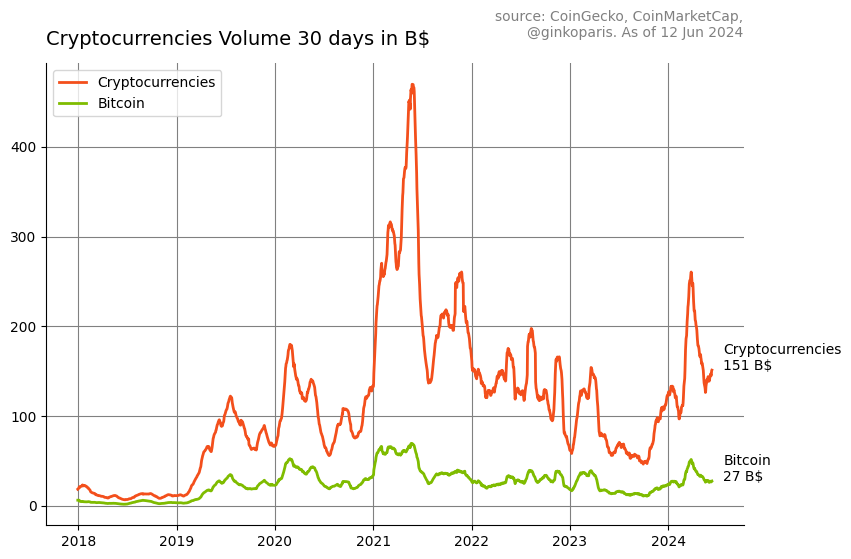 source: CoinGecko, CoinMarketCap,
@ginkoparis. As of 12 Jun 2024
Cryptocurrencies Volume 30 days in B$
Cryptocurrencies
Bitcoin
400
300
200
100
0
Cryptocurrencies
151 B$
Bitcoin
27 B$
2018 2019 2020 2021 2022 2023 2024